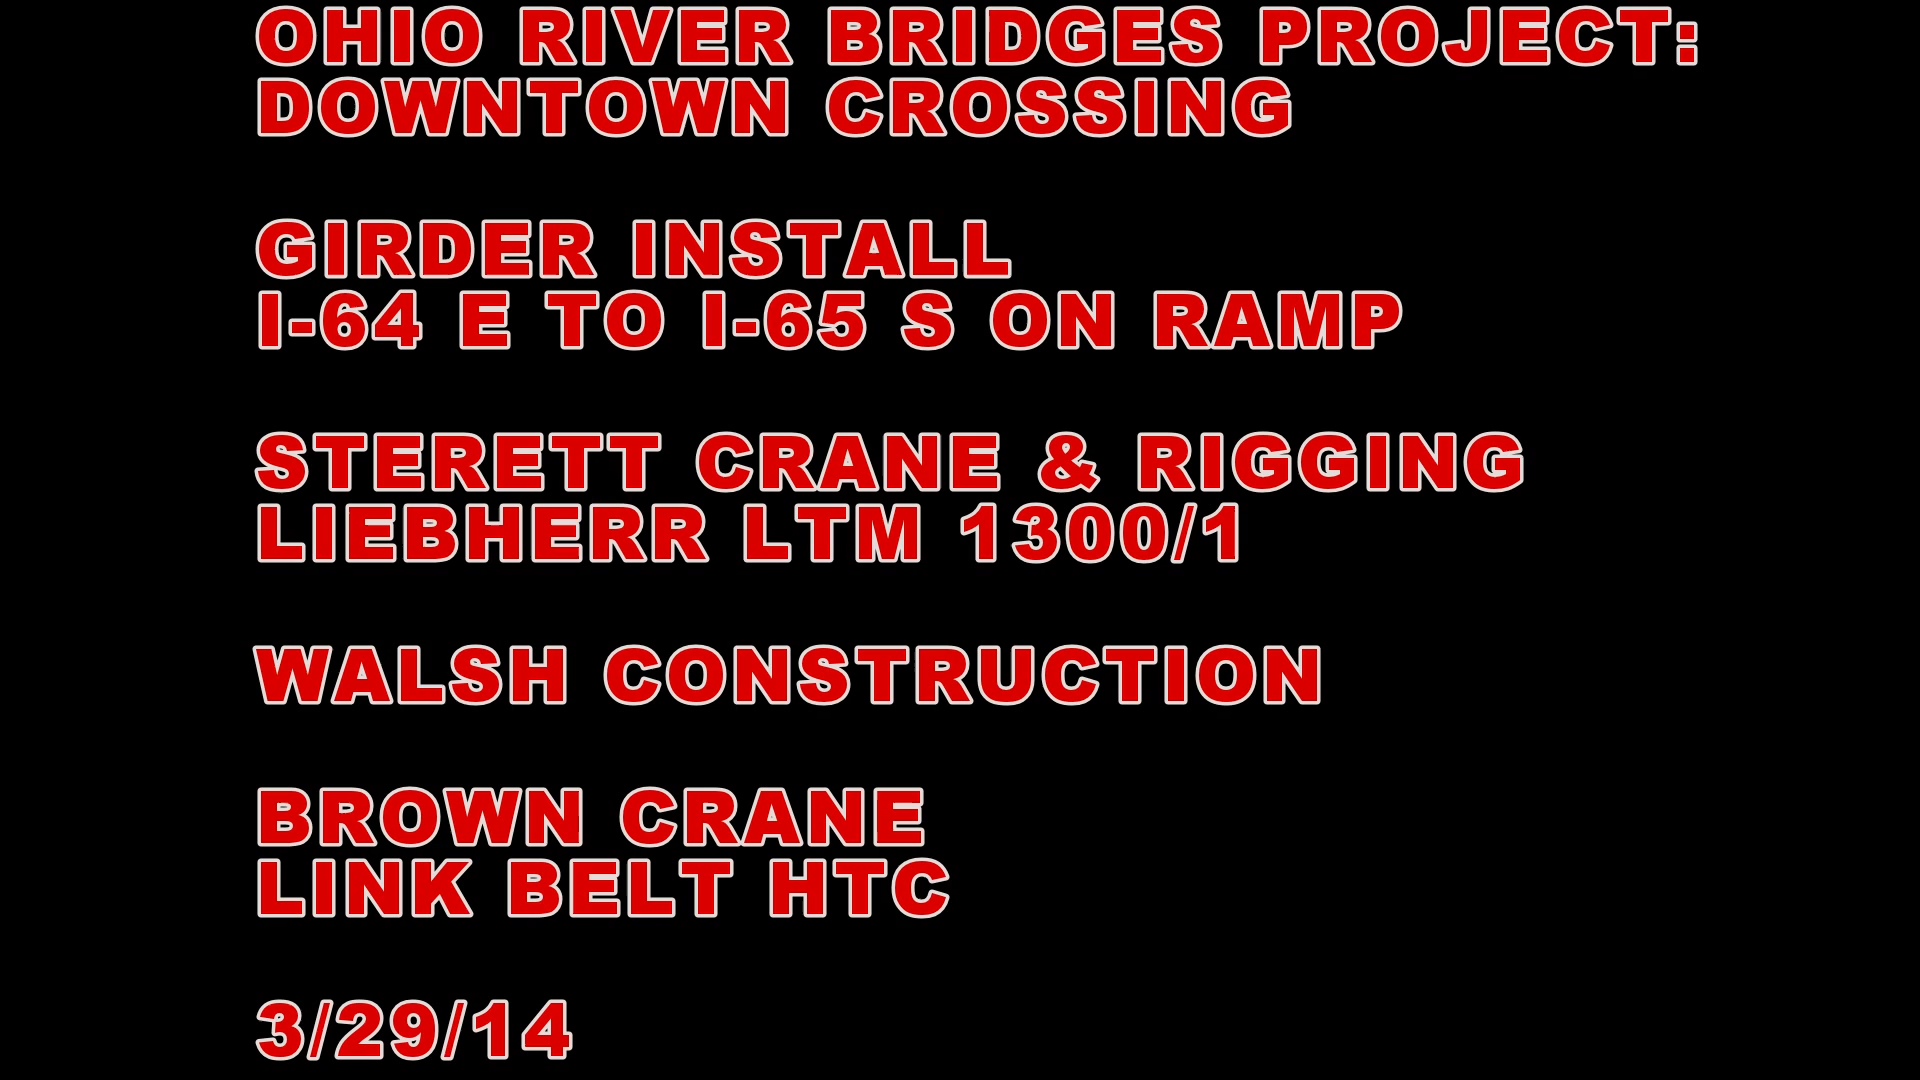 OHIO RIVER BRIDGES PROJECT:
DOWNTOWN CROSSING
GIRDER INSTALL
I-64 E TO I-65 S ON RAMP
STERETT CRANE & RIGGING
LIEBHERR LTM 1300/1
WALSH CONSTRUCTION
BROWN CRANE
LINK BELT HTC
3/29/14